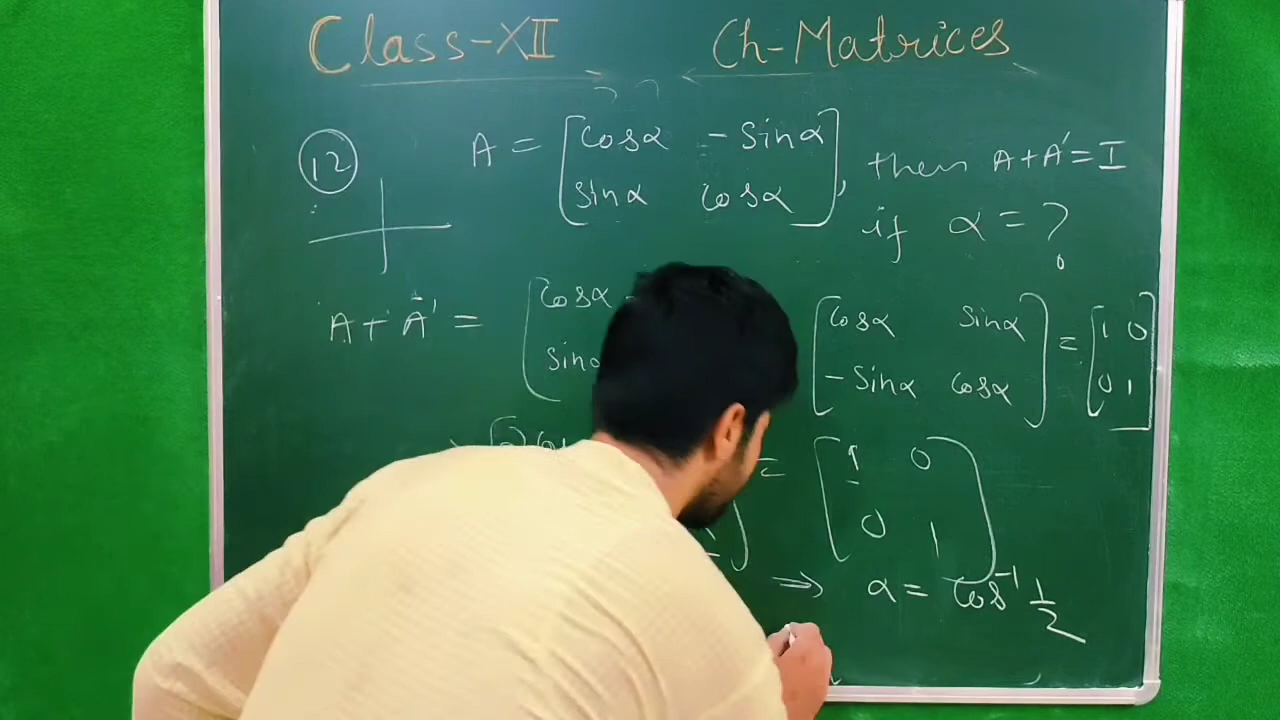 Class-XII Ch-Matrices
12 A = [cosα -sinα
sinα cosα], then A+A'=I
if α = ?
A+A' = [cosα
sinα [cosα sinα
-sinα cosα] = [1 0
0 1]
= [1 0
0 1]
⇒ α = cos⁻¹ 1/2